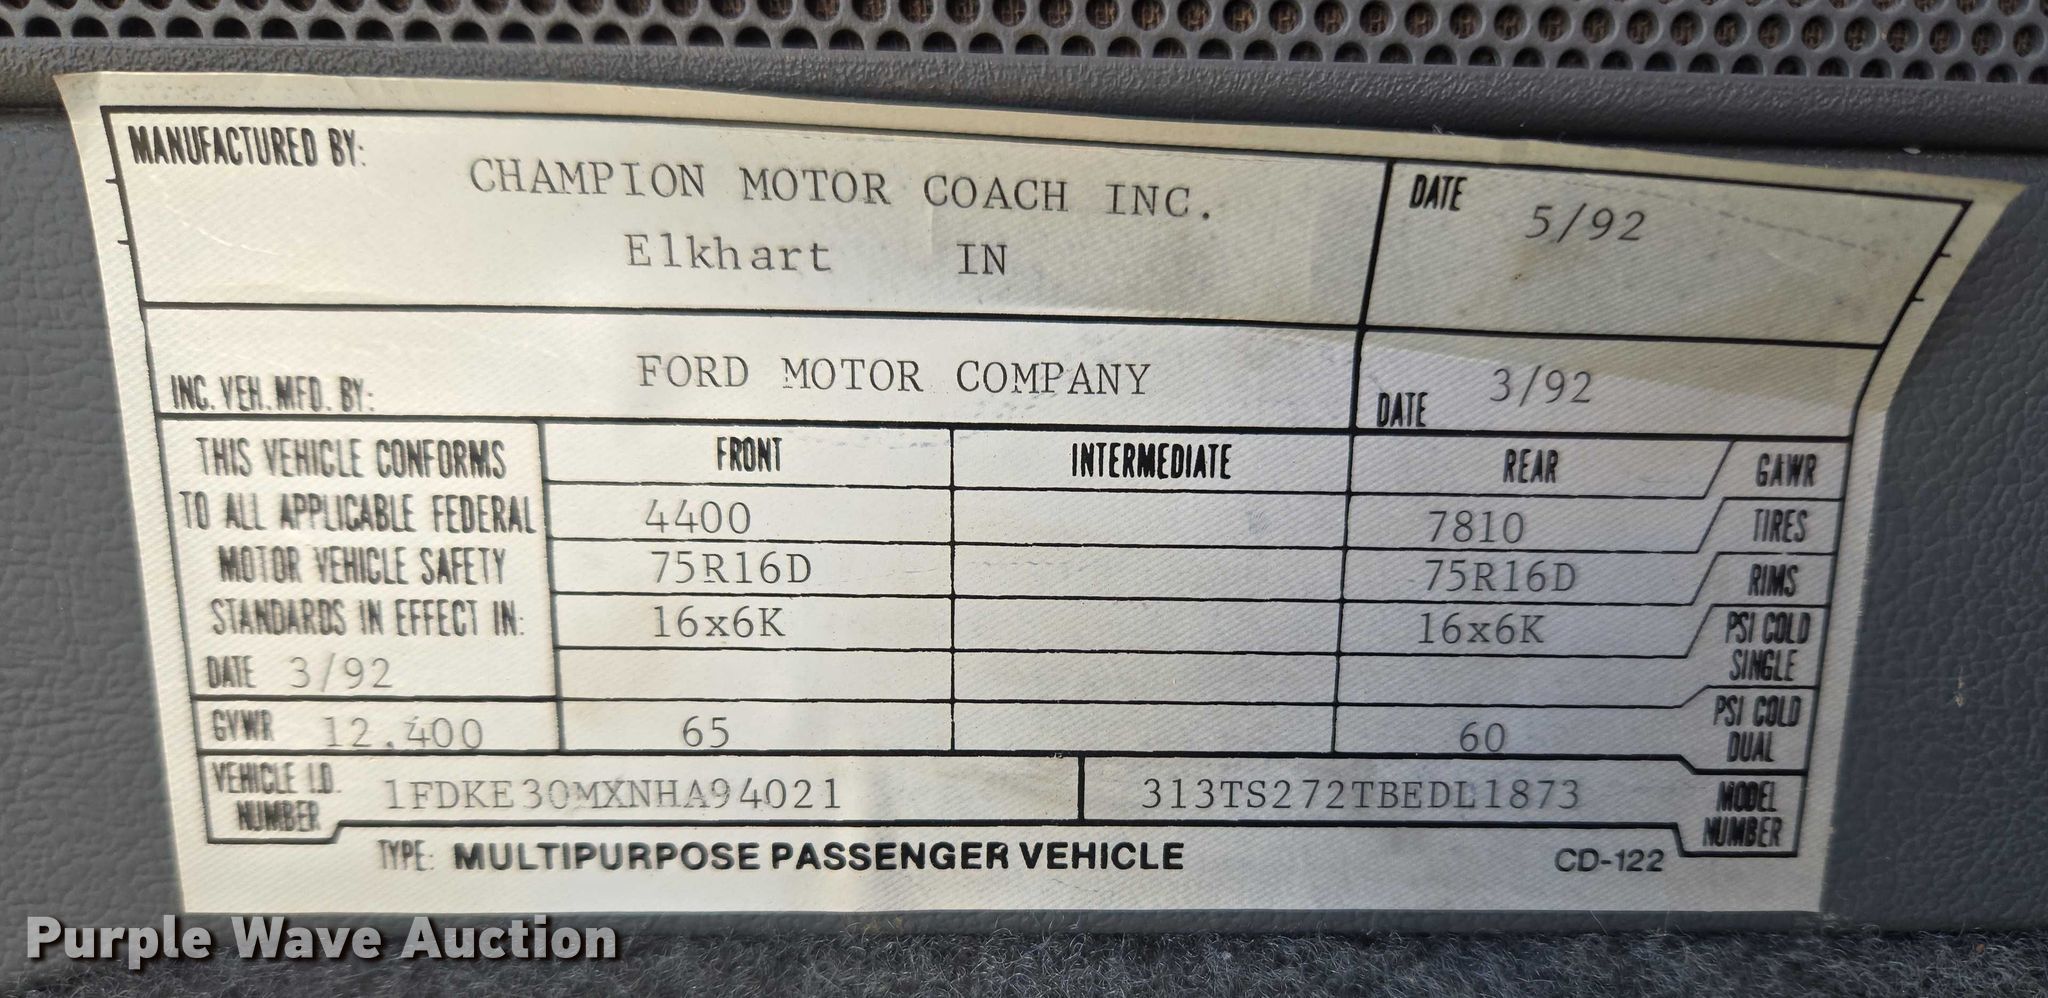 MANUFACTURED BY: CHAMPION MOTOR COACH INC. DATE 5/92
Elkhart IN
INC. VEH. MFD. BY: FORD MOTOR COMPANY DATE 3/92
THIS VEHICLE CONFORMS
TO ALL APPLICABLE FEDERAL
MOTOR VEHICLE SAFETY
STANDARDS IN EFFECT IN:
DATE 3/92
FRONT INTERMEDIATE REAR GAWR
4400 7810 TIRES
75R16D 75R16D RIMS
16x6K 16x6K PSI COLD
SINGLE
GVWR 12,400 65 60 PSI COLD
DUAL
VEHICLE I.D.
NUMBER 1FDKE30MXNHA94021 313TS272TBEDL1873 MODEL
NUMBER
TYPE: MULTIPURPOSE PASSENGER VEHICLE CD-122
Purple Wave Auction